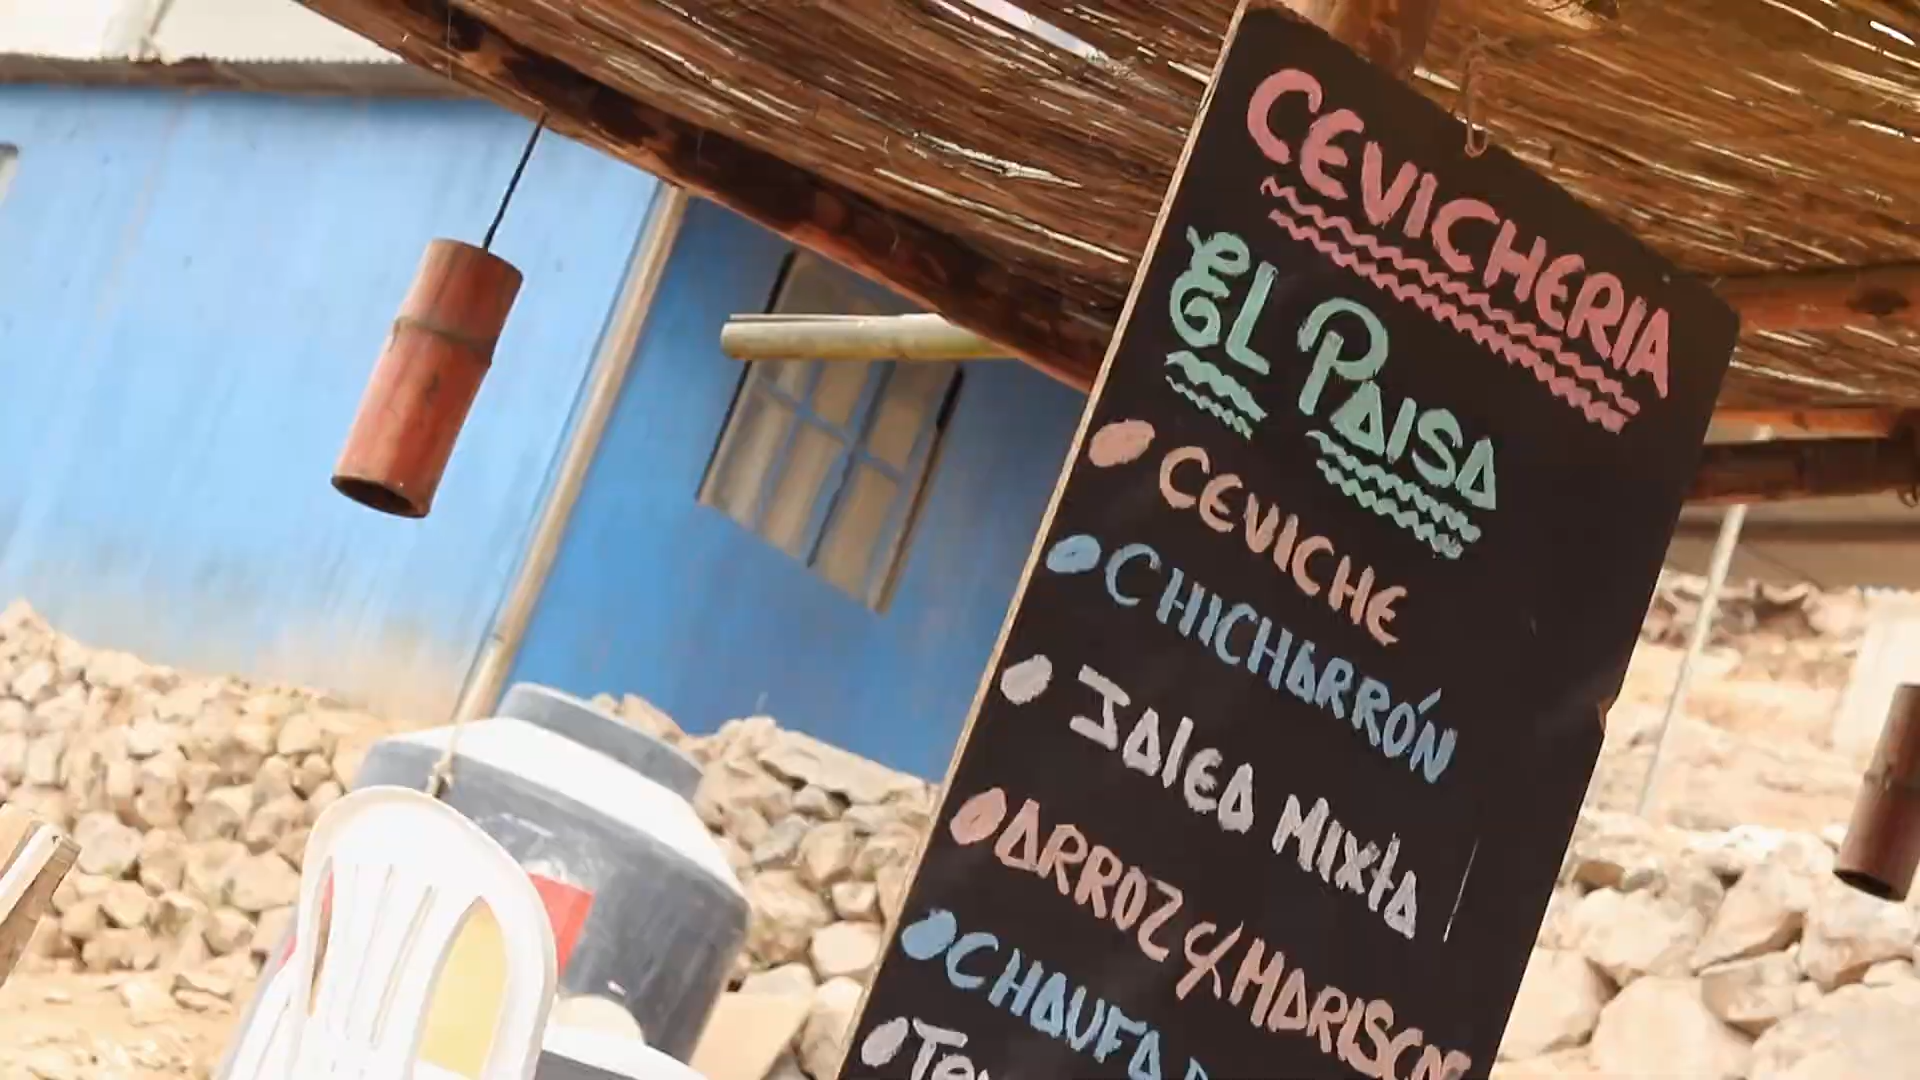 CEVICHERIA
EL PAISA
CEVICHE
CHICHARRÓN
JALEA MIXTA
ARROZ C/MARISCOS
CHAUFA